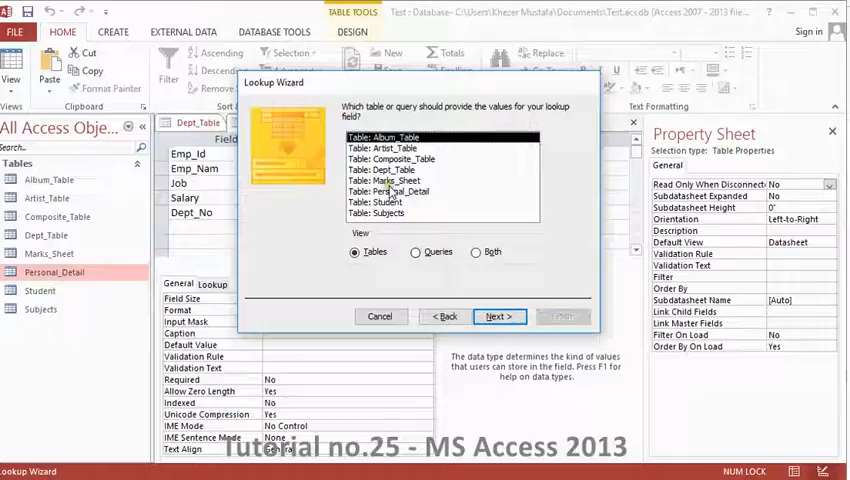 TABLE TOOLS
Test : Database- C:\Users\Khezer Mustafa\Documents\Test.accdb (Access 2007 - 2013 file...
FILE HOME CREATE EXTERNAL DATA DATABASE TOOLS DESIGN
Sign in
View
Views
Paste
Cut
Copy
Format Painter
Clipboard
Filter
Ascending
Descending
Selection
New
Totals
Replace
All Access Obje...
Search...
Tables
Album_Table
Artist_Table
Composite_Table
Dept_Table
Marks_Sheet
Personal_Detail
Student
Subjects
Dept_Table
Field
Emp_Id
Emp_Nam
Job
Salary
Dept_No
Lookup Wizard
Which table or query should provide the values for your lookup
field?
Table: Album_Table
Table: Artist_Table
Table: Composite_Table
Table: Dept_Table
Table: Marks_Sheet
Table: Personal_Detail
Table: Student
Table: Subjects
View
Tables Queries Both
Cancel < Back Next > Finish
General Lookup
Field Size
Format
Input Mask
Caption
Default Value
Validation Rule
Validation Text
Required No
Allow Zero Length Yes
Indexed No
Unicode Compression Yes
IME Mode No Control
IME Sentence Mode None
Text Align General
The data type determines the kind of values
that users can store in the field. Press F1 for
help on data types.
Property Sheet
Selection type: Table Properties
General
Read Only When Disconnect No
Subdatasheet Expanded No
Subdatasheet Height 0"
Orientation Left-to-Right
Description
Default View Datasheet
Validation Rule
Validation Text
Filter
Order By
Subdatasheet Name [Auto]
Link Child Fields
Link Master Fields
Filter On Load No
Order By On Load Yes
Tutorial no.25 - MS Access 2013
Lookup Wizard
NUM LOCK